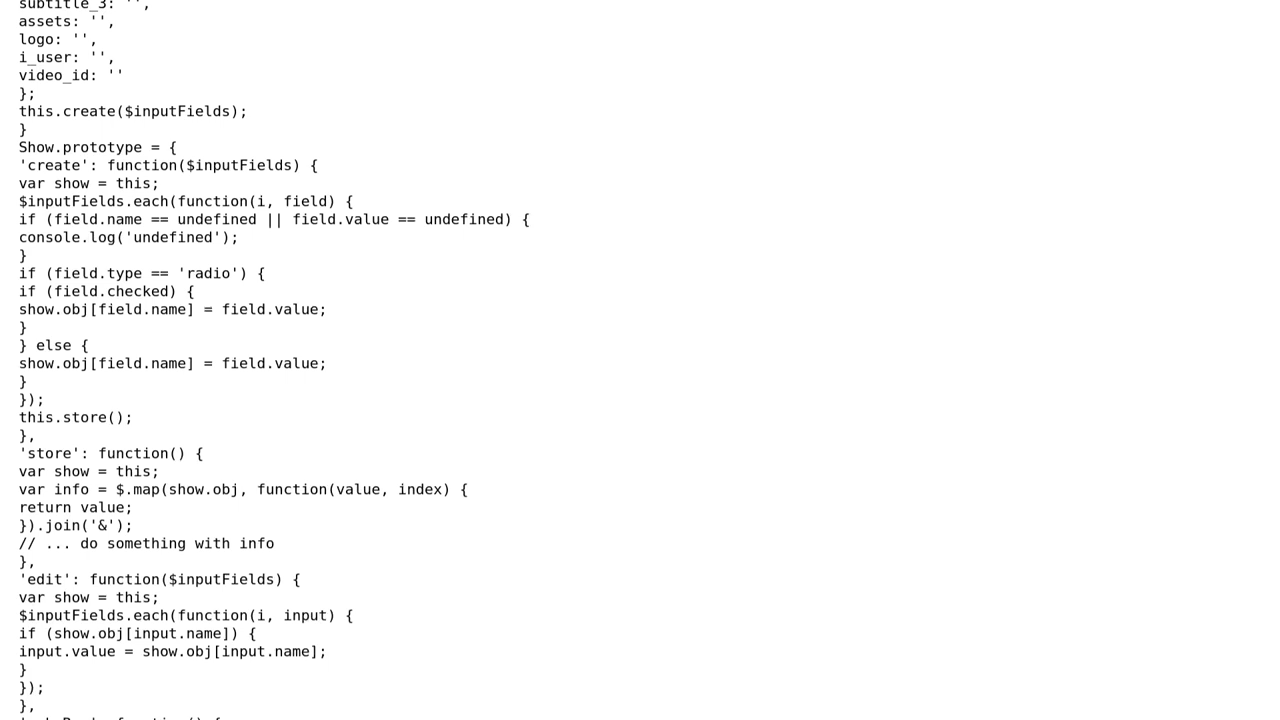 subtitle_3: '',
assets: '',
logo: '',
i_user: '',
video_id: ''
};
this.create($inputFields);
}
Show.prototype = {
'create': function($inputFields) {
var show = this;
$inputFields.each(function(i, field) {
if (field.name == undefined || field.value == undefined) {
console.log('undefined');
}
if (field.type == 'radio') {
if (field.checked) {
show.obj[field.name] = field.value;
}
} else {
show.obj[field.name] = field.value;
}
});
this.store();
},
'store': function() {
var show = this;
var info = $.map(show.obj, function(value, index) {
return value;
}).join('&');
// ... do something with info
},
'edit': function($inputFields) {
var show = this;
$inputFields.each(function(i, input) {
if (show.obj[input.name]) {
input.value = show.obj[input.name];
}
});
},